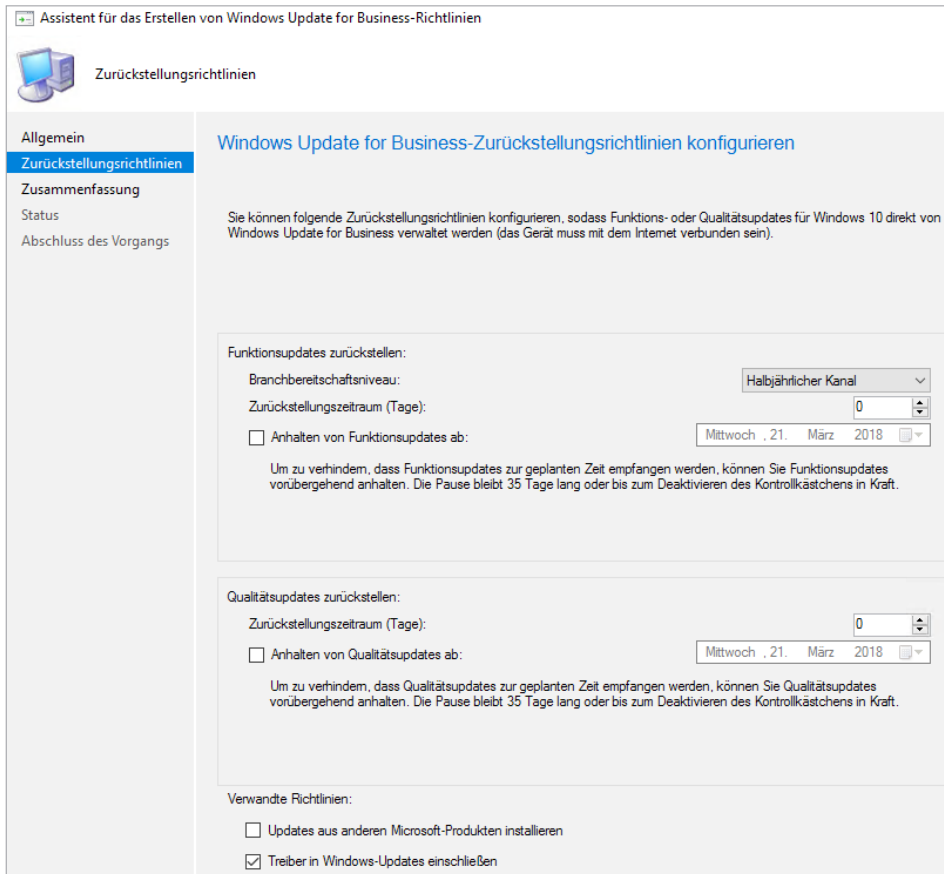 Assistent für das Erstellen von Windows Update for Business-Richtlinien
Zurückstellungsrichtlinien
Allgemein
Zurückstellungsrichtlinien
Zusammenfassung
Status
Abschluss des Vorgangs
Windows Update for Business-Zurückstellungsrichtlinien konfigurieren
Sie können folgende Zurückstellungsrichtlinien konfigurieren, sodass Funktions- oder Qualitätsupdates für Windows 10 direkt von
Windows Update for Business verwaltet werden (das Gerät muss mit dem Internet verbunden sein).
Funktionsupdates zurückstellen:
Branchbereitschaftsniveau: Halbjährlicher Kanal
Zurückstellungszeitraum (Tage): 0
Anhalten von Funktionsupdates ab: Mittwoch , 21. März 2018
Um zu verhindern, dass Funktionsupdates zur geplanten Zeit empfangen werden, können Sie Funktionsupdates
vorübergehend anhalten. Die Pause bleibt 35 Tage lang oder bis zum Deaktivieren des Kontrollkästchens in Kraft.
Qualitätsupdates zurückstellen:
Zurückstellungszeitraum (Tage): 0
Anhalten von Qualitätsupdates ab: Mittwoch , 21. März 2018
Um zu verhindern, dass Qualitätsupdates zur geplanten Zeit empfangen werden, können Sie Qualitätsupdates
vorübergehend anhalten. Die Pause bleibt 35 Tage lang oder bis zum Deaktivieren des Kontrollkästchens in Kraft.
Verwandte Richtlinien:
Updates aus anderen Microsoft-Produkten installieren
Treiber in Windows-Updates einschließen